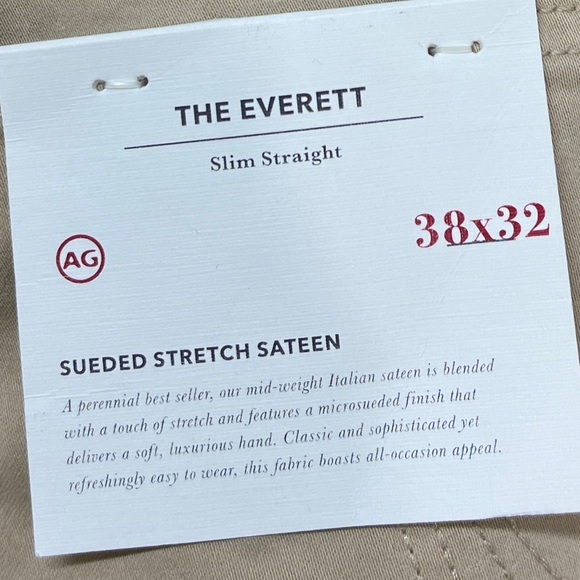 THE EVERETT
Slim Straight
38x32
AG
SUEDED STRETCH SATEEN
A perennial best seller, our mid-weight Italian sateen is blended
with a touch of stretch and features a microsueded finish that
delivers a soft, luxurious hand. Classic and sophisticated yet
refreshingly easy to wear, this fabric boasts all-occasion appeal.